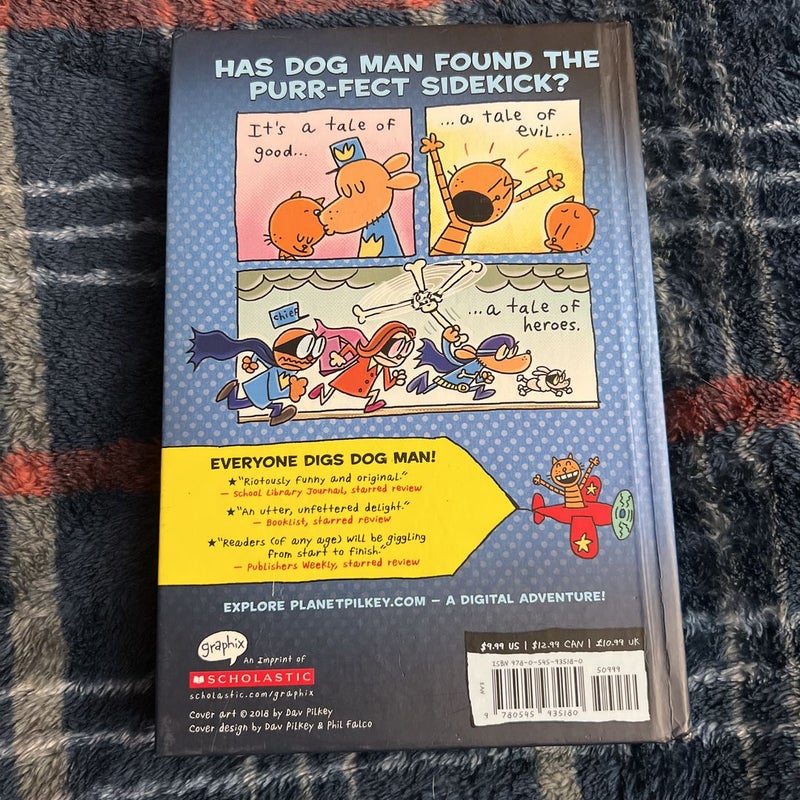 HAS DOG MAN FOUND THE
PURR-FECT SIDEKICK?
It's a tale of
good...
...a tale of
evil...
chief
...a tale of
heroes.
EVERYONE DIGS DOG MAN!
★"Riotously funny and original."
— School Library Journal, starred review
★"An utter, unfettered delight."
— Booklist, starred review
★"Readers (of any age) will be giggling
from start to finish."
— Publishers Weekly, starred review
EXPLORE PLANETPILKEY.COM — A DIGITAL ADVENTURE!
graphix
An Imprint of
SCHOLASTIC
scholastic.com/graphix
Cover art © 2018 by Dav Pilkey
Cover design by Dav Pilkey & Phil Falco
$9.99 US | $12.99 CAN | £10.99 UK
ISBN 978-0-545-93518-0
50999
EAN
9 780545 935180